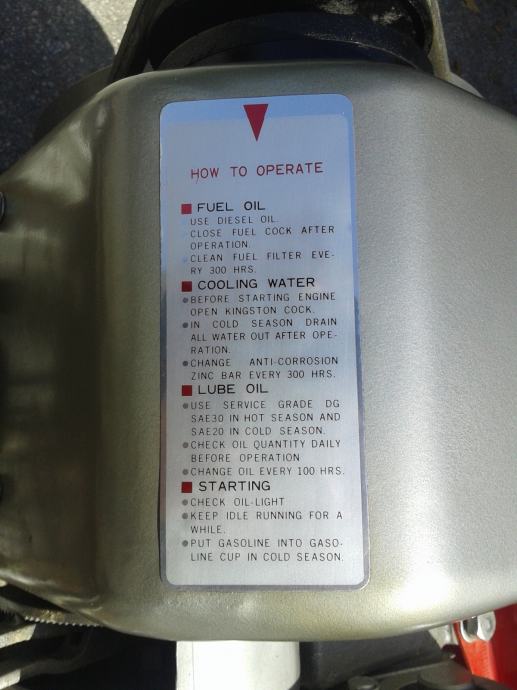 HOW TO OPERATE
■ FUEL OIL
USE DIESEL OIL.
CLOSE FUEL COCK AFTER
OPERATION.
CLEAN FUEL FILTER EVE-
RY 300 HRS.
■ COOLING WATER
● BEFORE STARTING ENGINE
OPEN KINGSTON COCK.
● IN COLD SEASON DRAIN
ALL WATER OUT AFTER OPE-
RATION.
● CHANGE ANTI-CORROSION
ZINC BAR EVERY 300 HRS.
■ LUBE OIL
● USE SERVICE GRADE DG
SAE30 IN HOT SEASON AND
SAE20 IN COLD SEASON.
● CHECK OIL QUANTITY DAILY
BEFORE OPERATION
● CHANGE OIL EVERY 100 HRS.
■ STARTING
● CHECK OIL-LIGHT
● KEEP IDLE RUNNING FOR A
WHILE.
● PUT GASOLINE INTO GASO-
LINE CUP IN COLD SEASON.